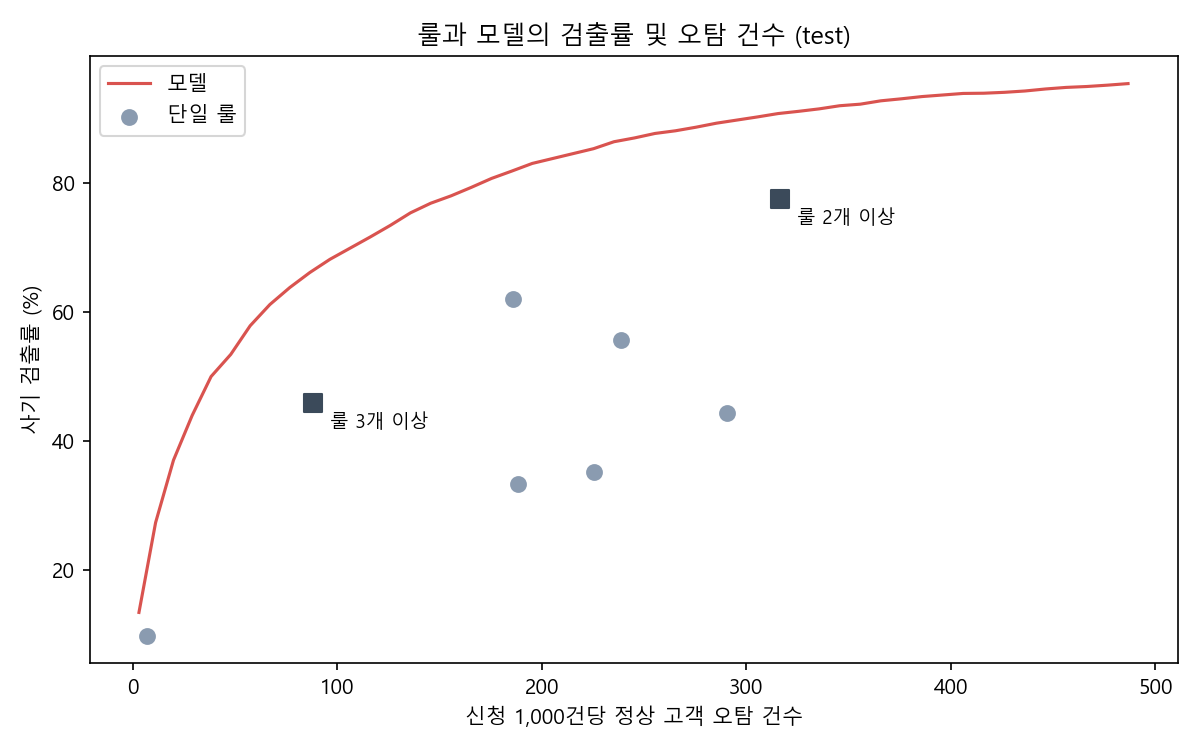 룰과 모델의 검출률 및 오탐 건수 (test)
모델
단일 룰
사기 검출률 (%)
80
60
40
20
룰 2개 이상
룰 3개 이상
0
100
200
300
400
500
신청 1,000건당 정상 고객 오탐 건수